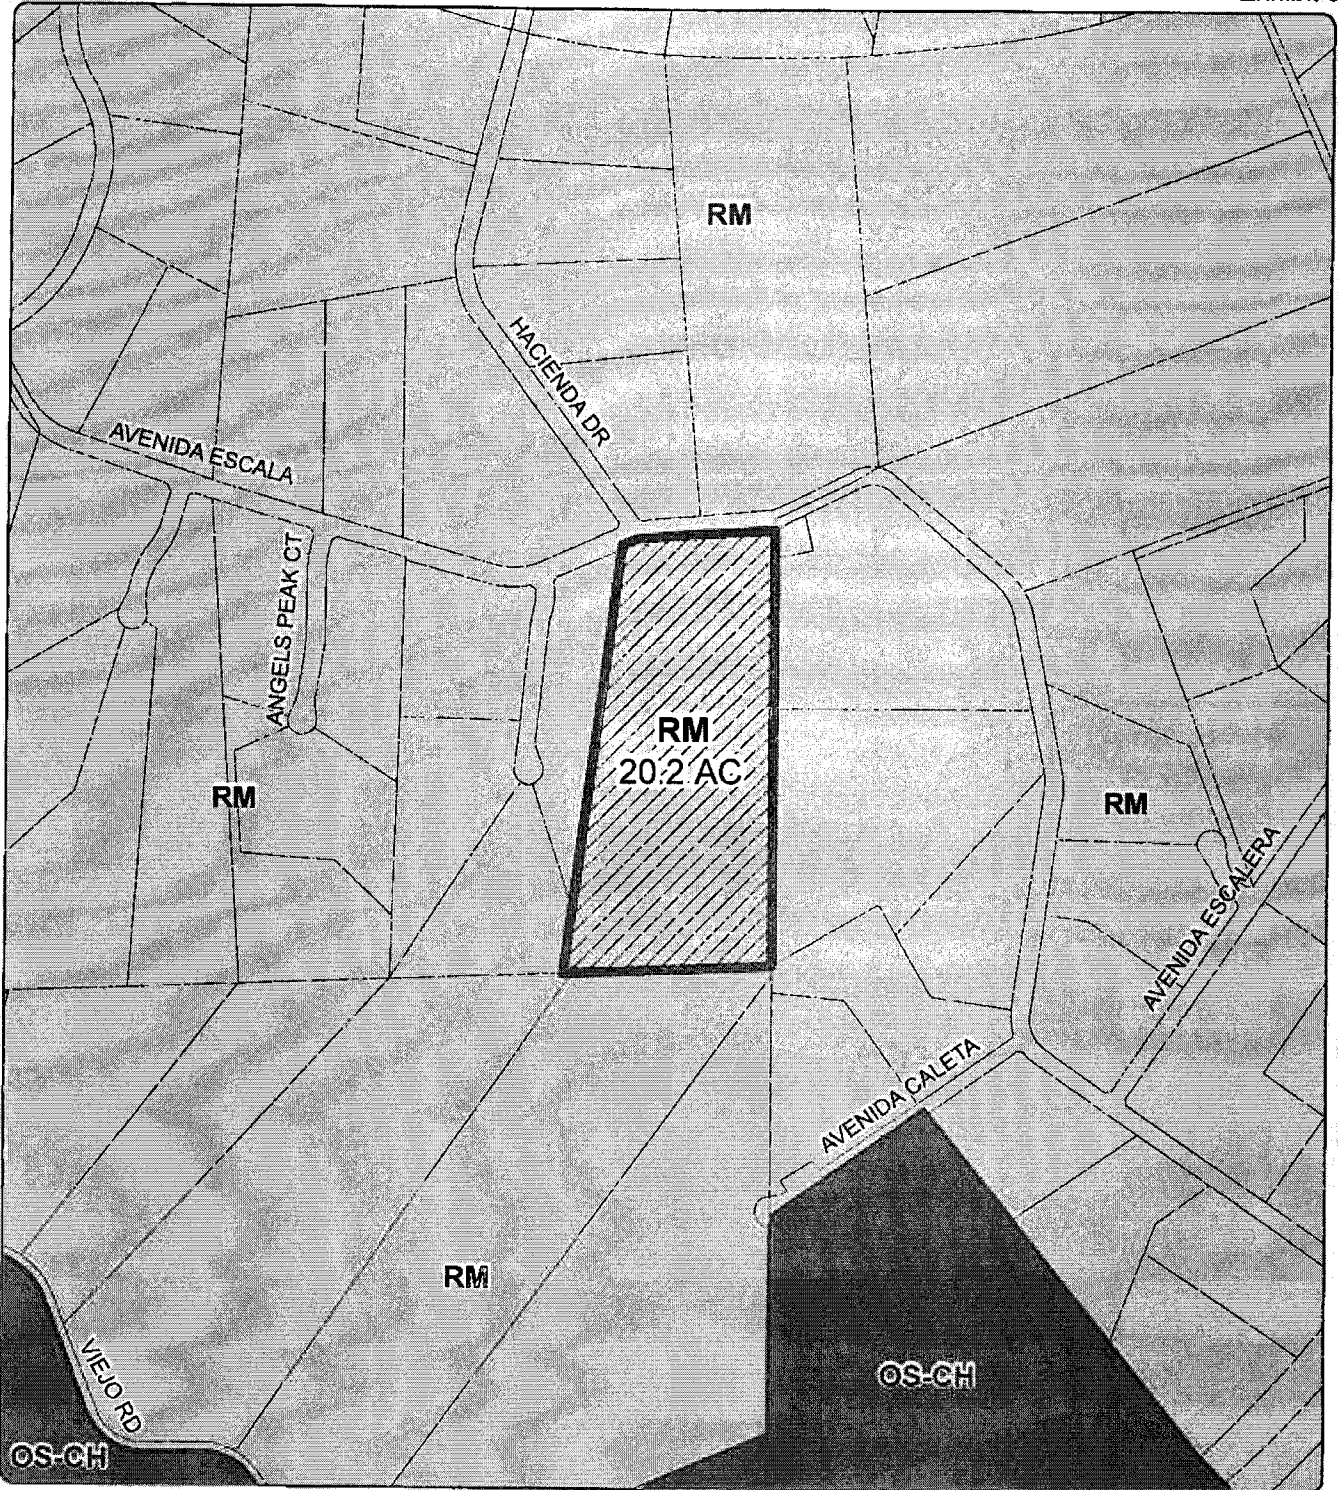 RM
HACIENDA DR
AVENIDA ESCALA
ANGELS PEAK CT
RM
20.2 AC
RM
RM
AVENIDA ESCALERA
AVENIDA CALETA
RM
VIEJO RD
OS-CH
OS-CH